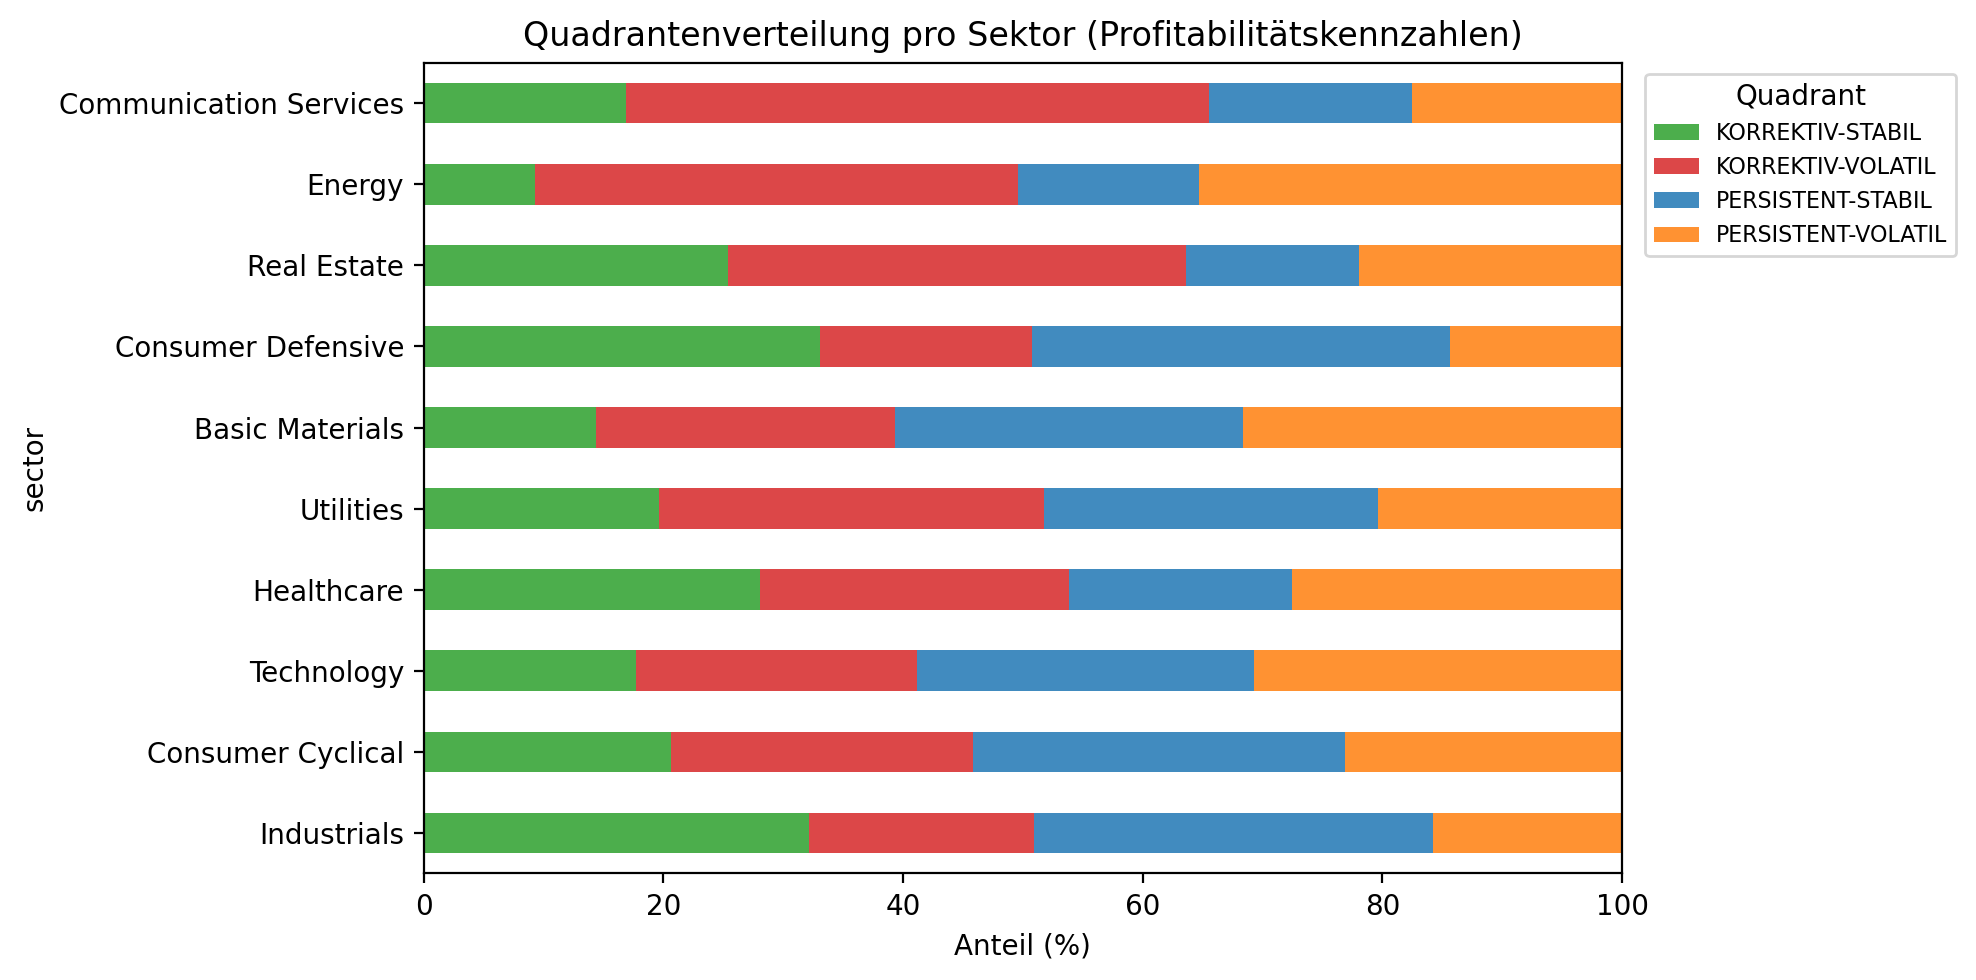 Quadrantenverteilung pro Sektor (Profitabilitätskennzahlen)
Communication Services
Energy
Real Estate
Consumer Defensive
Basic Materials
Utilities
Healthcare
Technology
Consumer Cyclical
Industrials
sector
0 20 40 60 80 100
Anteil (%)
Quadrant
KORREKTIV-STABIL
KORREKTIV-VOLATIL
PERSISTENT-STABIL
PERSISTENT-VOLATIL